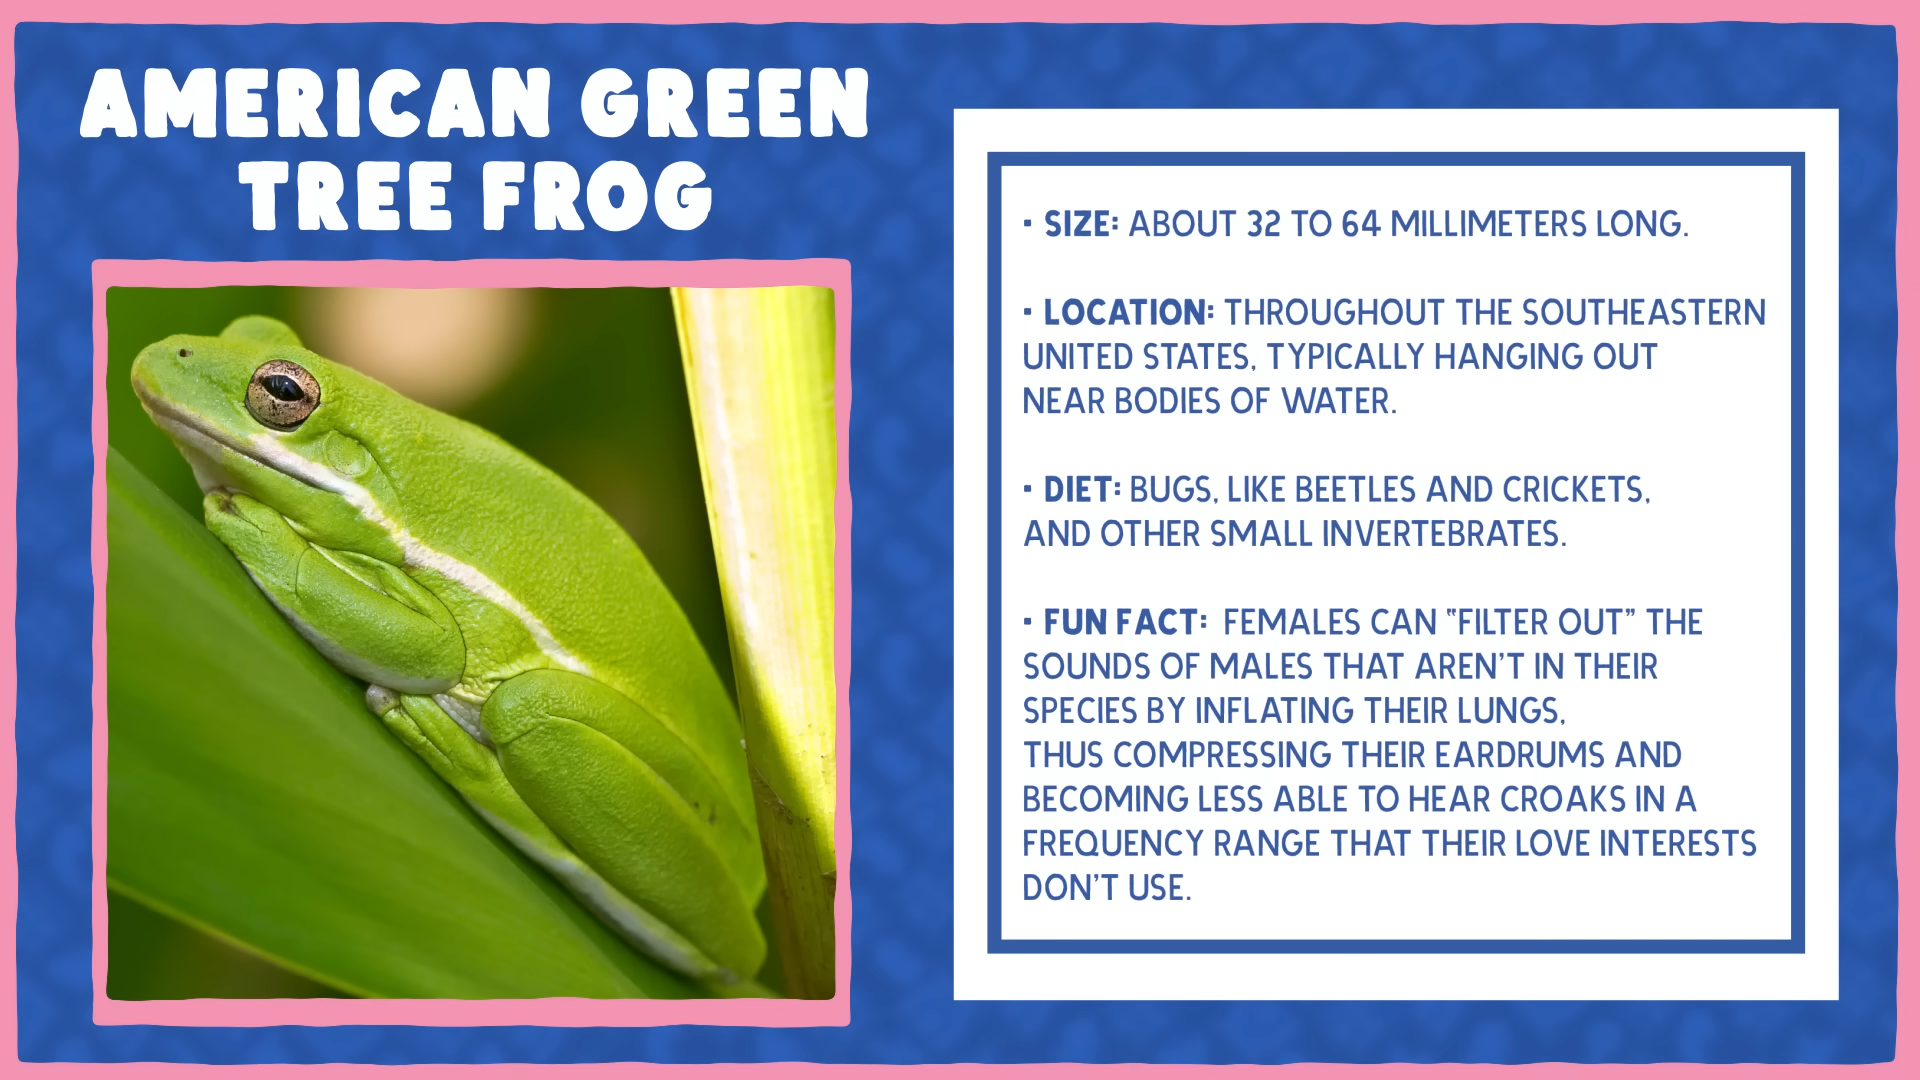 AMERICAN GREEN
TREE FROG
· SIZE: ABOUT 32 TO 64 MILLIMETERS LONG.
· LOCATION: THROUGHOUT THE SOUTHEASTERN
UNITED STATES, TYPICALLY HANGING OUT
NEAR BODIES OF WATER.
· DIET: BUGS, LIKE BEETLES AND CRICKETS,
AND OTHER SMALL INVERTEBRATES.
· FUN FACT: FEMALES CAN “FILTER OUT” THE
SOUNDS OF MALES THAT AREN’T IN THEIR
SPECIES BY INFLATING THEIR LUNGS,
THUS COMPRESSING THEIR EARDRUMS AND
BECOMING LESS ABLE TO HEAR CROAKS IN A
FREQUENCY RANGE THAT THEIR LOVE INTERESTS
DON’T USE.